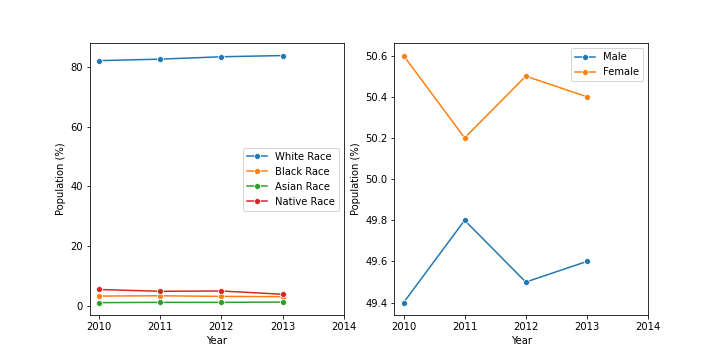 80
60
40
20
0
Population (%)
2010 2011 2012 2013 2014
Year
White Race
Black Race
Asian Race
Native Race
50.6
50.4
50.2
50.0
49.8
49.6
49.4
Population (%)
2010 2011 2012 2013 2014
Year
Male
Female